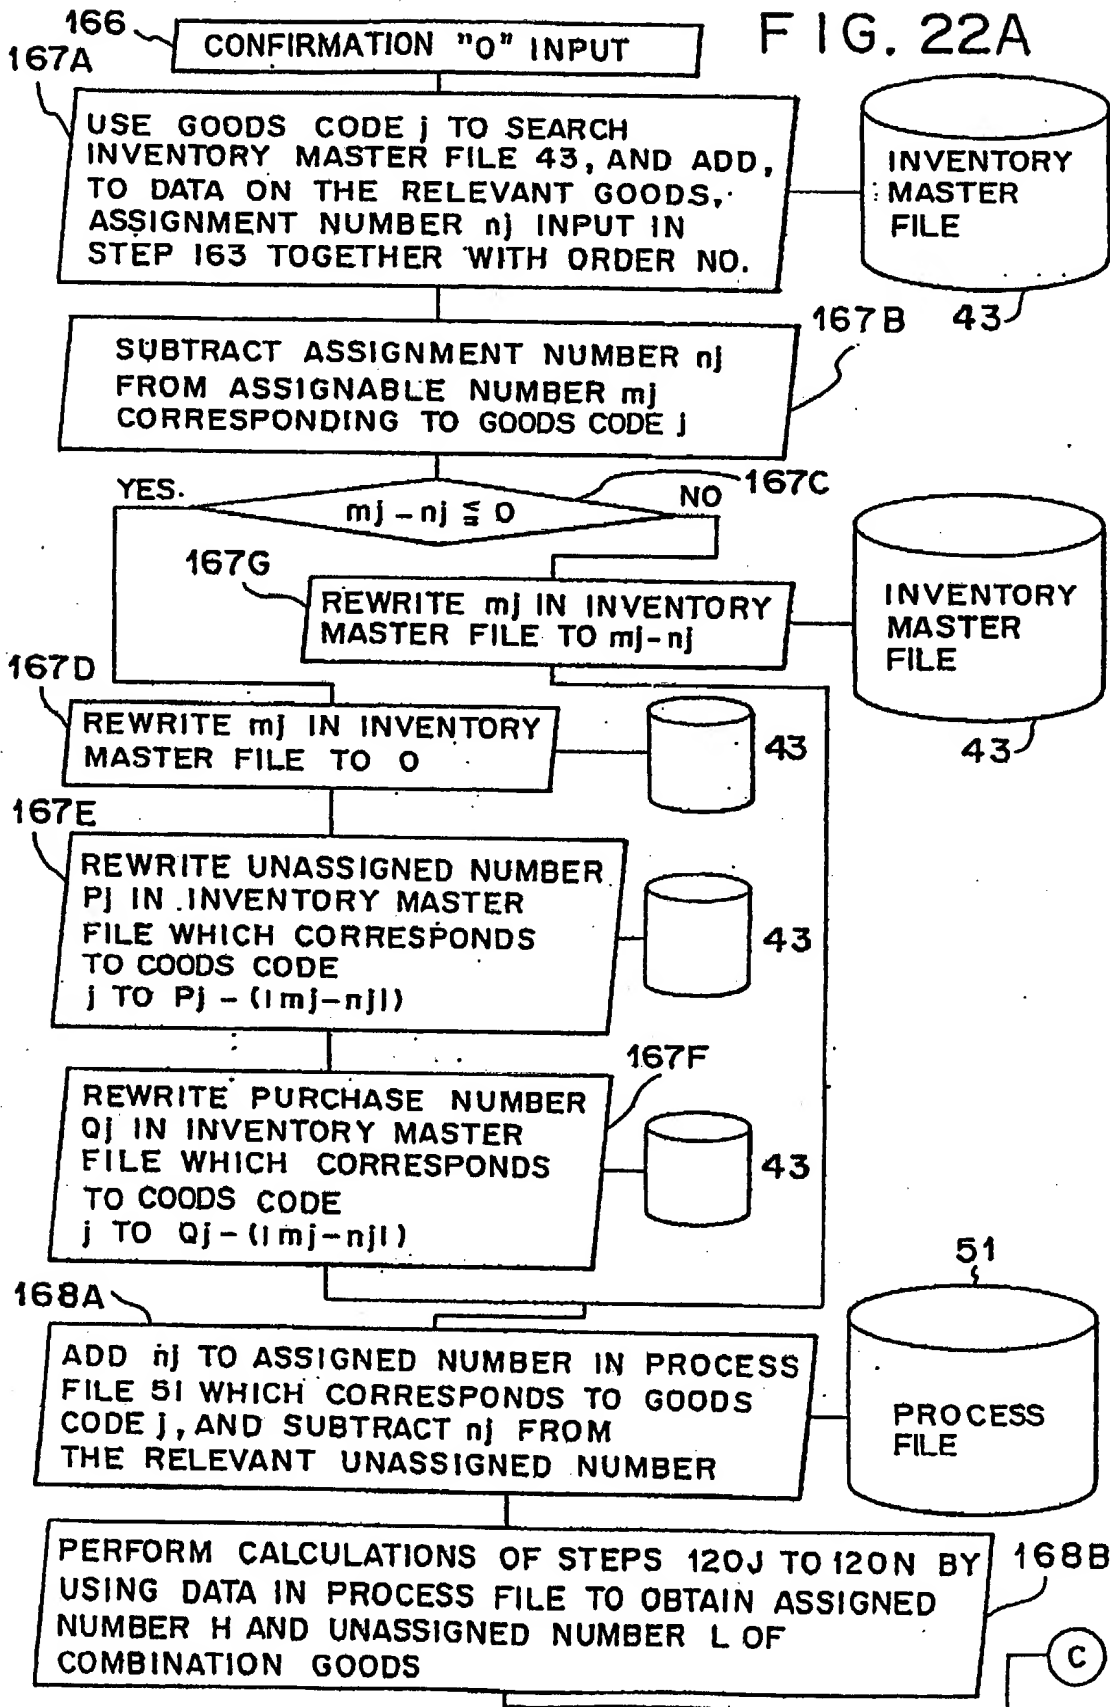 FIG. 22A
166
CONFIRMATION "0" INPUT
167A
USE GOODS CODE j TO SEARCH
INVENTORY MASTER FILE 43, AND ADD,
TO DATA ON THE RELEVANT GOODS,
ASSIGNMENT NUMBER nj INPUT IN
STEP 163 TOGETHER WITH ORDER NO.
INVENTORY
MASTER
FILE
43
167B
SUBTRACT ASSIGNMENT NUMBER nj
FROM ASSIGNABLE NUMBER mj
CORRESPONDING TO GOODS CODE j
167C
YES.
mj - nj ≦ 0
NO
167G
REWRITE mj IN INVENTORY
MASTER FILE TO mj-nj
INVENTORY
MASTER
FILE
43
167D
REWRITE mj IN INVENTORY
MASTER FILE TO 0
43
167E
REWRITE UNASSIGNED NUMBER
Pj IN INVENTORY MASTER
FILE WHICH CORRESPONDS
TO COODS CODE
j TO Pj - (|mj-nj|)
43
167F
REWRITE PURCHASE NUMBER
Qj IN INVENTORY MASTER
FILE WHICH CORRESPONDS
TO COODS CODE
j TO Qj-(|mj-nj|)
43
168A
ADD nj TO ASSIGNED NUMBER IN PROCESS
FILE 51 WHICH CORRESPONDS TO GOODS
CODE j, AND SUBTRACT nj FROM
THE RELEVANT UNASSIGNED NUMBER
51
PROCESS
FILE
168B
PERFORM CALCULATIONS OF STEPS 120J TO 120N BY
USING DATA IN PROCESS FILE TO OBTAIN ASSIGNED
NUMBER H AND UNASSIGNED NUMBER L OF
COMBINATION GOODS
C